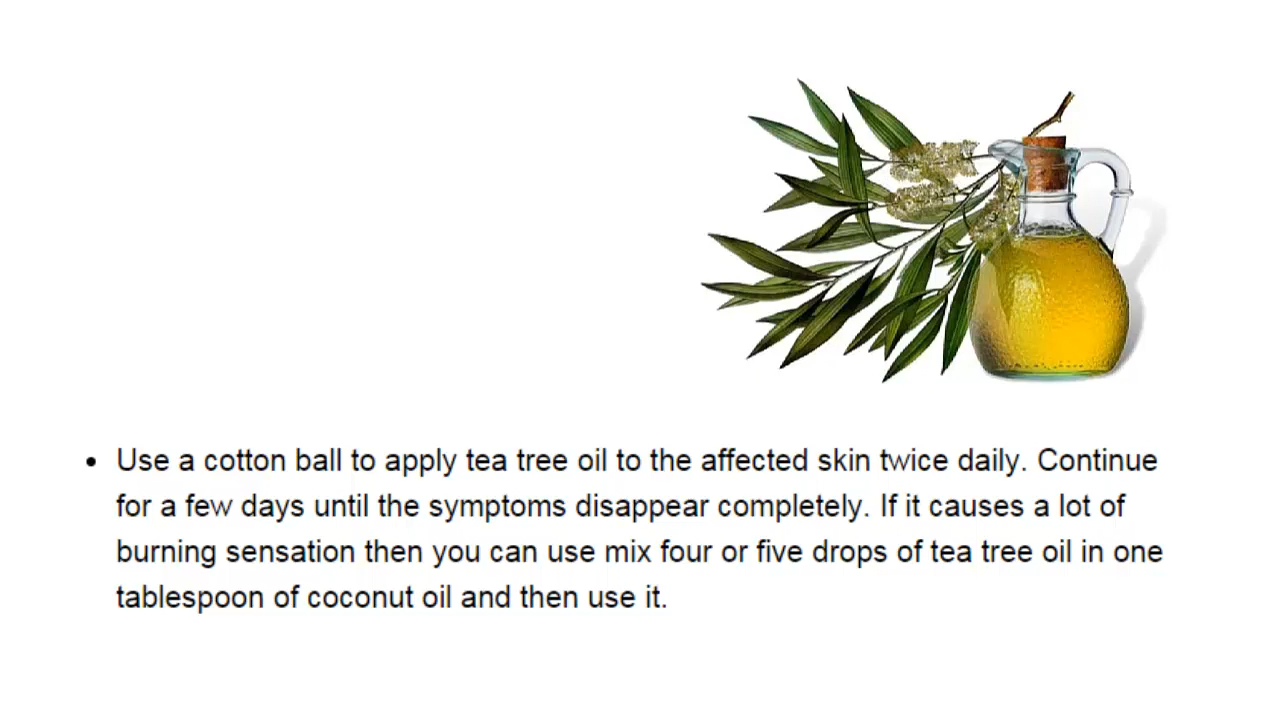 • Use a cotton ball to apply tea tree oil to the affected skin twice daily. Continue
for a few days until the symptoms disappear completely. If it causes a lot of
burning sensation then you can use mix four or five drops of tea tree oil in one
tablespoon of coconut oil and then use it.